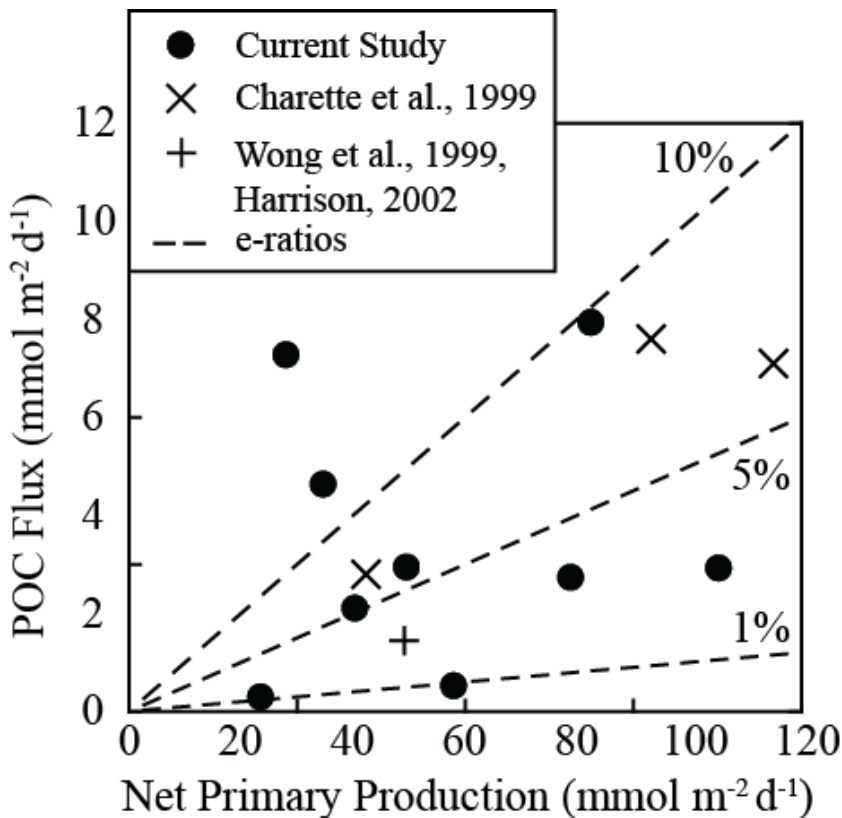 Current Study
Charette et al., 1999
Wong et al., 1999,
Harrison, 2002
e-ratios
12
10
8
6
4
2
0
10%
5%
1%
POC Flux (mmol m⁻² d⁻¹)
0 20 40 60 80 100 120
Net Primary Production (mmol m⁻² d⁻¹)